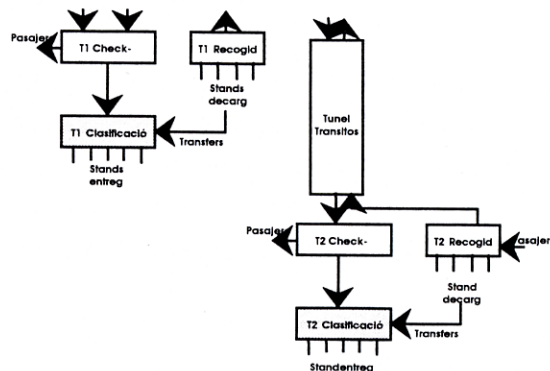 Pasajer
T1 Check-
T1 Recogid
Stands
decarg
T1 Clasificació
Transfers
Stands
entreg
Tunel
Transitos
Pasajer
T2 Check-
T2 Recogid
asajer
Stand
decarg
T2 Clasificació
Transfers
Standentreg